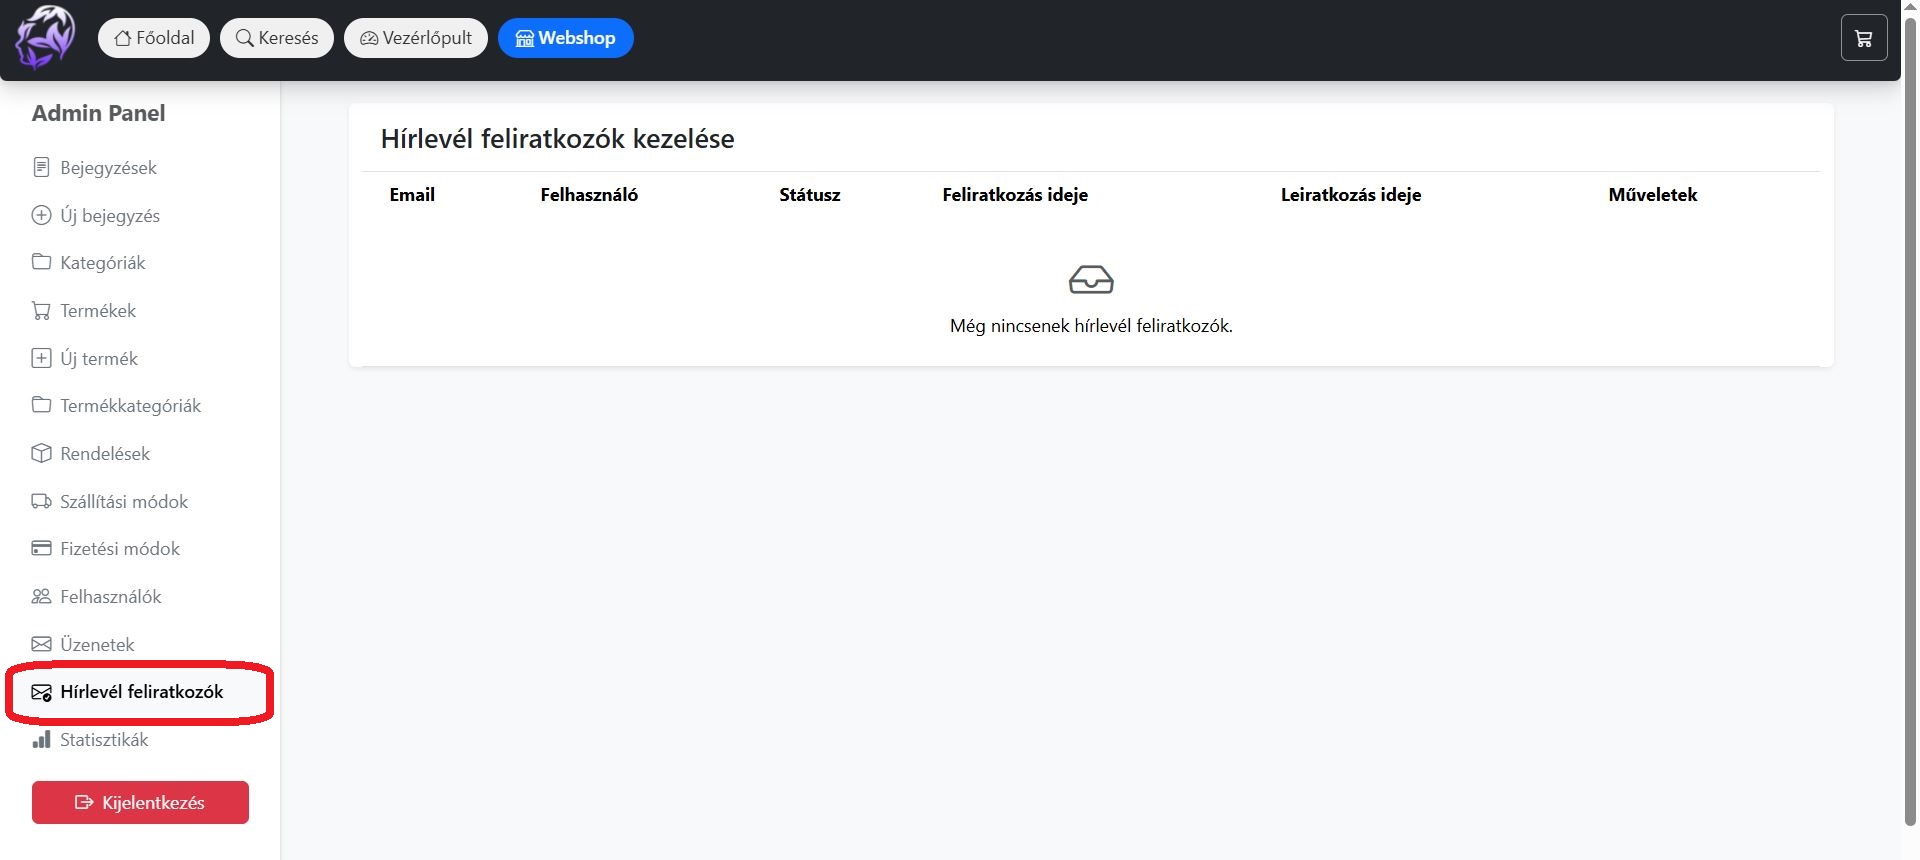 Főoldal Keresés Vezérlőpult Webshop
Admin Panel
Bejegyzések
Új bejegyzés
Kategóriák
Termékek
Új termék
Termékkategóriák
Rendelések
Szállítási módok
Fizetési módok
Felhasználók
Üzenetek
Hírlevél feliratkozók
Statisztikák
Kijelentkezés
Hírlevél feliratkozók kezelése
Email Felhasználó Státusz Feliratkozás ideje Leiratkozás ideje Műveletek
Még nincsenek hírlevél feliratkozók.